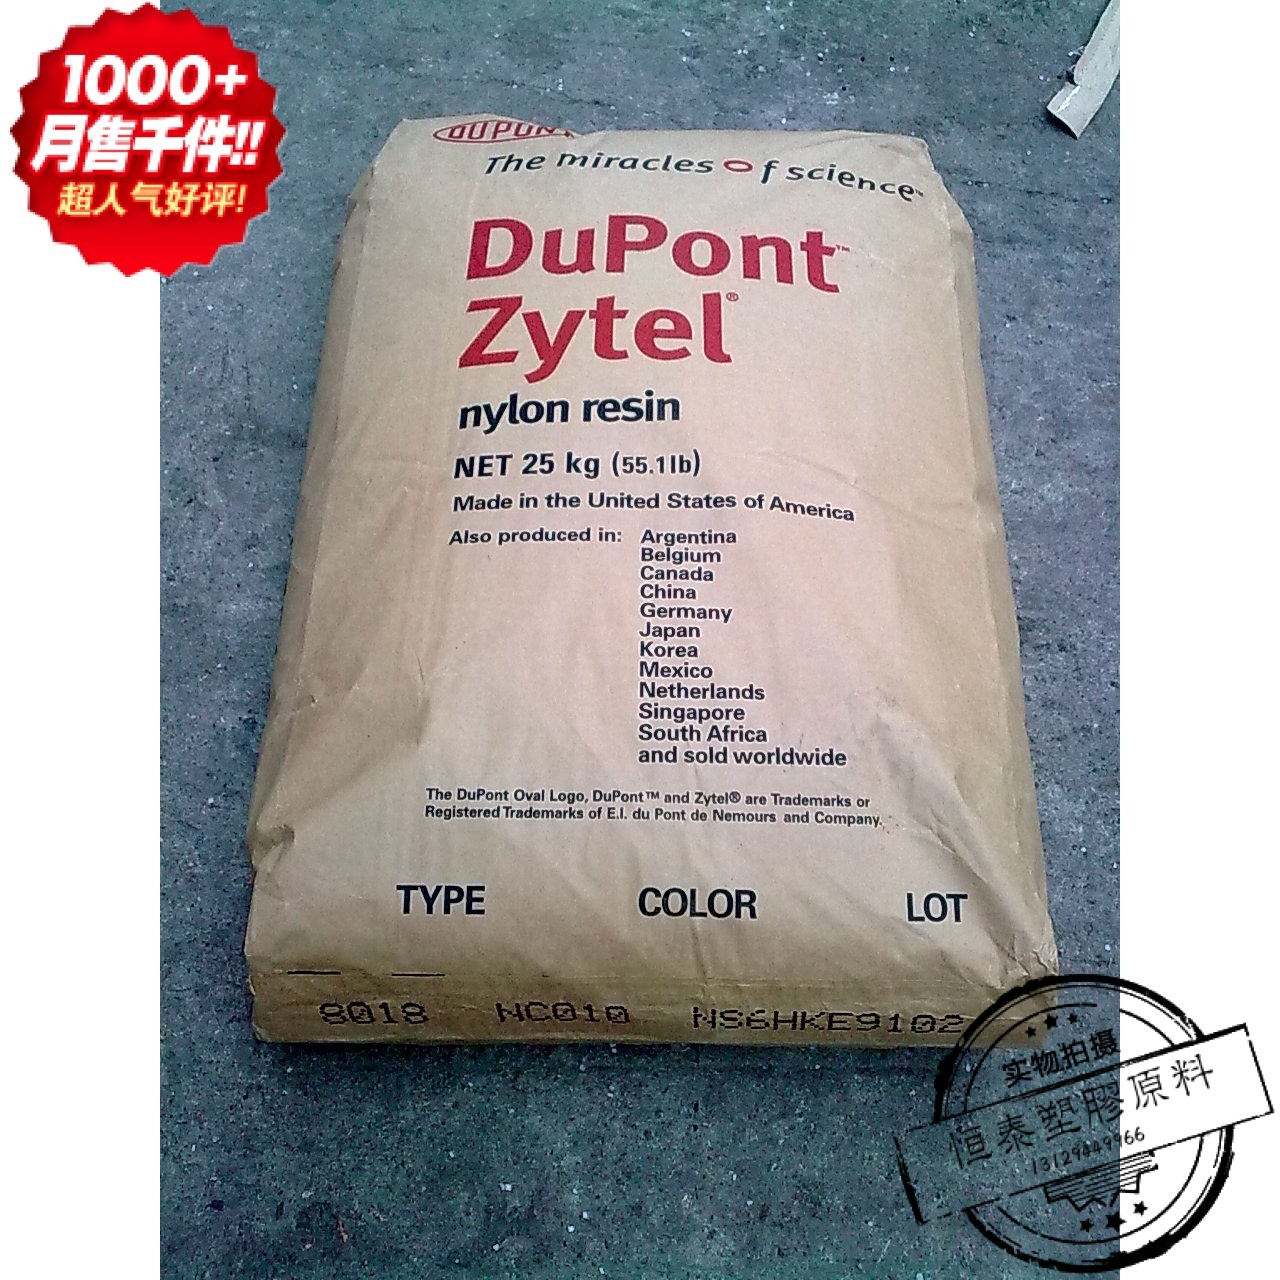 1000+
月售千件!!
超人气好评!
DUPONT
The miracles of science™
DuPont™
Zytel®
nylon resin
NET 25 kg (55.1lb)
Made in the United States of America
Also produced in: Argentina
Belgium
Canada
China
Germany
Japan
Korea
Mexico
Netherlands
Singapore
South Africa
and sold worldwide
The DuPont Oval Logo, DuPont™ and Zytel® are Trademarks or
Registered Trademarks of E.I. du Pont de Nemours and Company.
TYPE COLOR LOT
8018 NC010 NS6HKE9102
实物拍摄
恒泰塑膠原料
13129449966